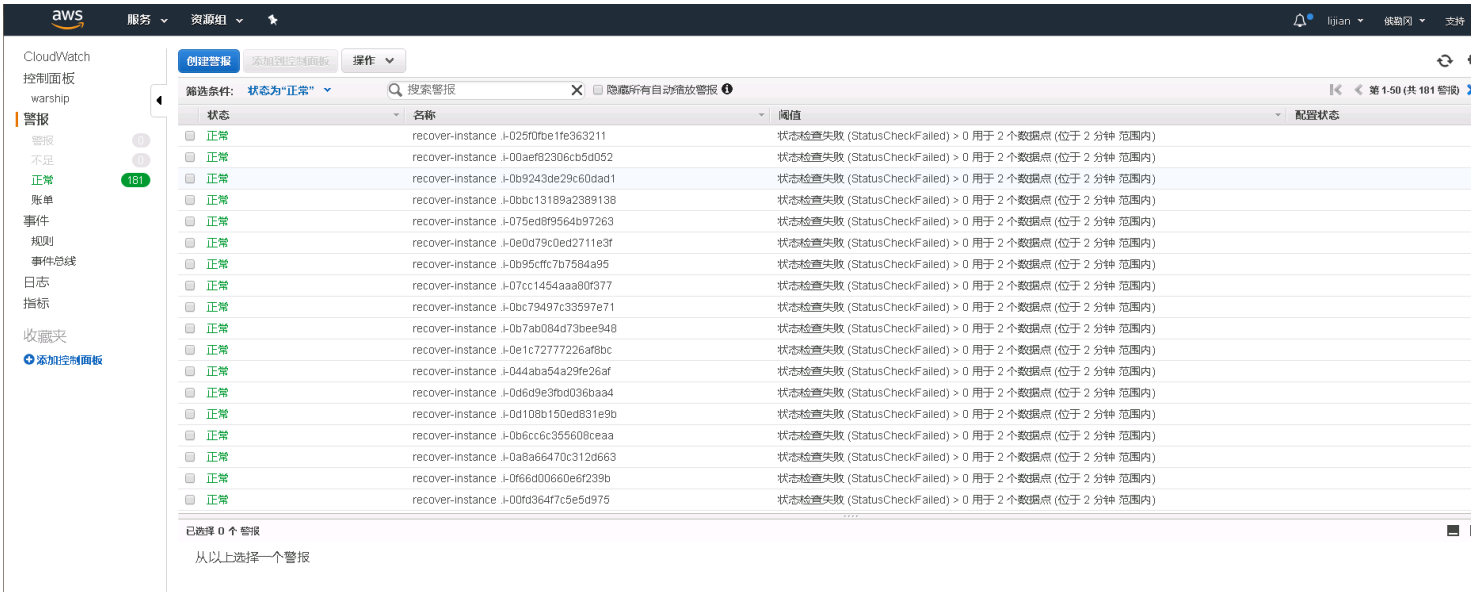 aws 服务 资源组 lijian 俄勒冈 支持
CloudWatch
控制面板
warship
警报
警报 0
不足 0
正常 181
账单
事件
规则
事件总线
日志
指标
收藏夹
添加控制面板
创建警报 添加到控制面板 操作
筛选条件: 状态为“正常” 搜索警报 隐藏所有自动缩放警报 第 1-50 (共 181 警报)
状态 名称 阈值 配置状态
正常 recover-instance .i-025f0fbe1fe363211 状态检查失败 (StatusCheckFailed) > 0 用于 2 个数据点 (位于 2 分钟 范围内)
正常 recover-instance .i-00aef82306cb5d052 状态检查失败 (StatusCheckFailed) > 0 用于 2 个数据点 (位于 2 分钟 范围内)
正常 recover-instance .i-0b9243de29c60dad1 状态检查失败 (StatusCheckFailed) > 0 用于 2 个数据点 (位于 2 分钟 范围内)
正常 recover-instance .i-0bbc13189a2389138 状态检查失败 (StatusCheckFailed) > 0 用于 2 个数据点 (位于 2 分钟 范围内)
正常 recover-instance .i-075ed8f9564b97263 状态检查失败 (StatusCheckFailed) > 0 用于 2 个数据点 (位于 2 分钟 范围内)
正常 recover-instance .i-0e0d79c0ed2711e3f 状态检查失败 (StatusCheckFailed) > 0 用于 2 个数据点 (位于 2 分钟 范围内)
正常 recover-instance .i-0b95cffc7b7584a95 状态检查失败 (StatusCheckFailed) > 0 用于 2 个数据点 (位于 2 分钟 范围内)
正常 recover-instance .i-07cc1454aaa80f377 状态检查失败 (StatusCheckFailed) > 0 用于 2 个数据点 (位于 2 分钟 范围内)
正常 recover-instance .i-0bc79497c33597e71 状态检查失败 (StatusCheckFailed) > 0 用于 2 个数据点 (位于 2 分钟 范围内)
正常 recover-instance .i-0b7ab084d73bee948 状态检查失败 (StatusCheckFailed) > 0 用于 2 个数据点 (位于 2 分钟 范围内)
正常 recover-instance .i-0e1c72777226af8bc 状态检查失败 (StatusCheckFailed) > 0 用于 2 个数据点 (位于 2 分钟 范围内)
正常 recover-instance .i-044aba54a29fe26af 状态检查失败 (StatusCheckFailed) > 0 用于 2 个数据点 (位于 2 分钟 范围内)
正常 recover-instance .i-0d6d9e3fbd036baa4 状态检查失败 (StatusCheckFailed) > 0 用于 2 个数据点 (位于 2 分钟 范围内)
正常 recover-instance .i-0d108b150ed831e9b 状态检查失败 (StatusCheckFailed) > 0 用于 2 个数据点 (位于 2 分钟 范围内)
正常 recover-instance .i-0b6cc6c355608ceaa 状态检查失败 (StatusCheckFailed) > 0 用于 2 个数据点 (位于 2 分钟 范围内)
正常 recover-instance .i-0a8a66470c312d663 状态检查失败 (StatusCheckFailed) > 0 用于 2 个数据点 (位于 2 分钟 范围内)
正常 recover-instance .i-0f66d00660e6f239b 状态检查失败 (StatusCheckFailed) > 0 用于 2 个数据点 (位于 2 分钟 范围内)
正常 recover-instance .i-00fd364f7c5e5d975 状态检查失败 (StatusCheckFailed) > 0 用于 2 个数据点 (位于 2 分钟 范围内)
已选择 0 个 警报
从以上选择一个警报